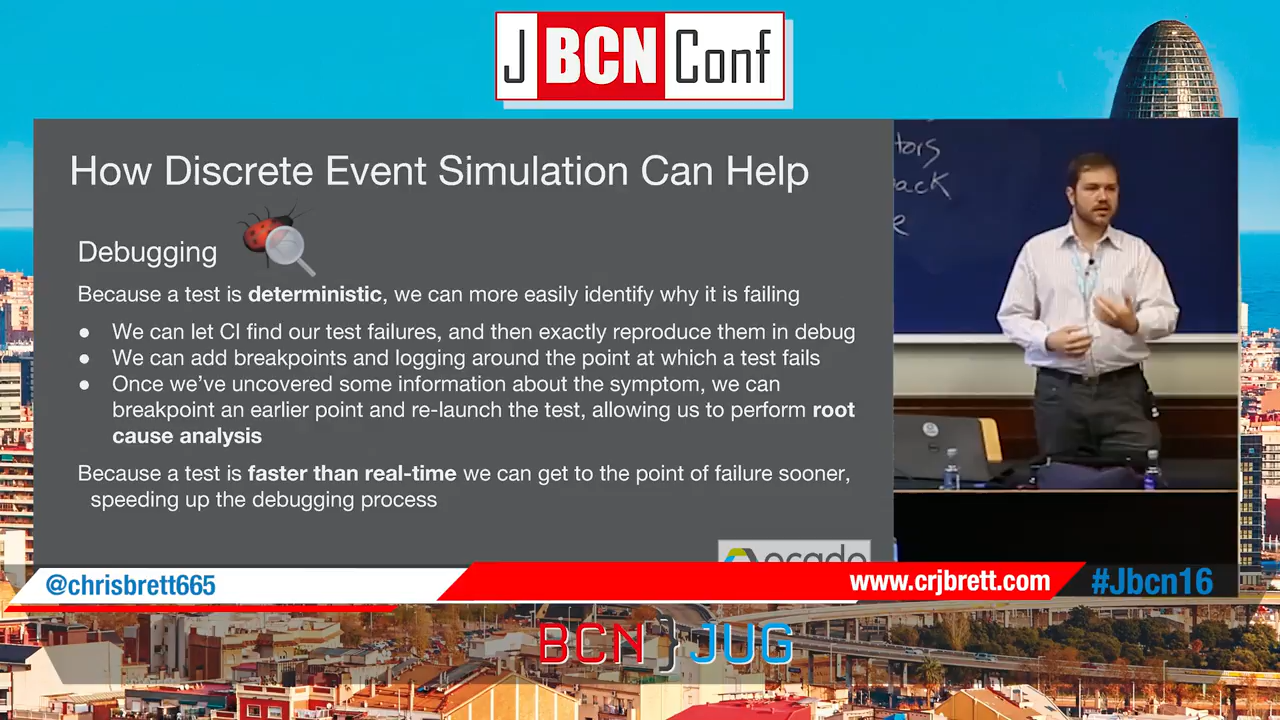 J BCN Conf
How Discrete Event Simulation Can Help
Debugging
Because a test is deterministic, we can more easily identify why it is failing
● We can let CI find our test failures, and then exactly reproduce them in debug
● We can add breakpoints and logging around the point at which a test fails
● Once we've uncovered some information about the symptom, we can
breakpoint an earlier point and re-launch the test, allowing us to perform root
cause analysis
Because a test is faster than real-time we can get to the point of failure sooner,
speeding up the debugging process
ocado
@chrisbrett665
www.crjbrett.com
#Jbcn16
BCN JUG